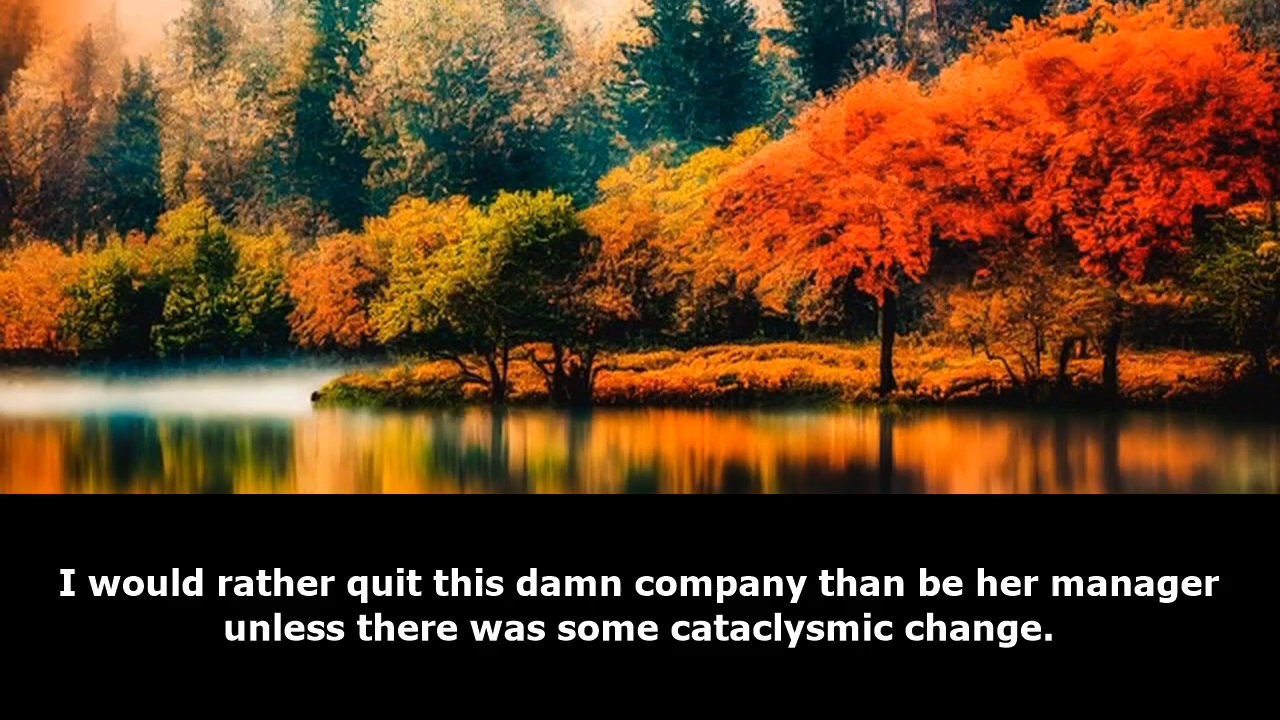 I would rather quit this damn company than be her manager
unless there was some cataclysmic change.